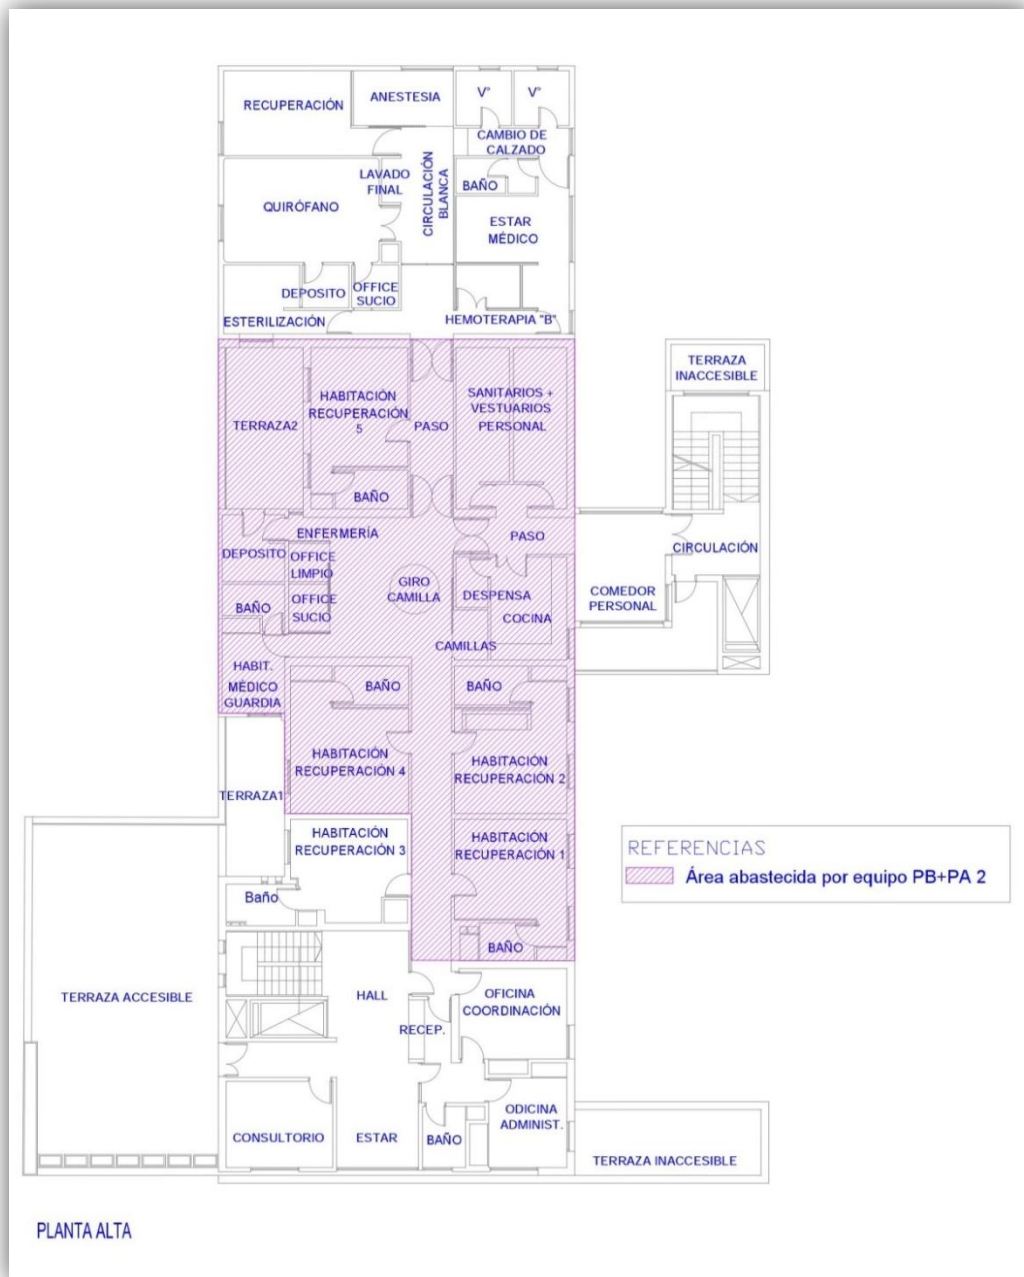 RECUPERACIÓN
ANESTESIA
V°
V°
CAMBIO DE
CALZADO
LAVADO
FINAL
CIRCULACIÓN
BLANCA
BAÑO
QUIRÓFANO
ESTAR
MÉDICO
DEPOSITO
OFFICE
SUCIO
ESTERILIZACIÓN
HEMOTERAPIA "B"
TERRAZA
INACCESIBLE
TERRAZA2
HABITACIÓN
RECUPERACIÓN
5
PASO
SANITARIOS +
VESTUARIOS
PERSONAL
BAÑO
ENFERMERÍA
PASO
CIRCULACIÓN
DEPOSITO
OFFICE
LIMPIO
GIRO
CAMILLA
DESPENSA
COMEDOR
PERSONAL
BAÑO
OFFICE
SUCIO
COCINA
CAMILLAS
HABIT.
MÉDICO
GUARDIA
BAÑO
BAÑO
HABITACIÓN
RECUPERACIÓN 4
HABITACIÓN
RECUPERACIÓN 2
TERRAZA1
HABITACIÓN
RECUPERACIÓN 3
HABITACIÓN
RECUPERACIÓN 1
REFERENCIAS
Área abastecida por equipo PB+PA 2
Baño
BAÑO
TERRAZA ACCESIBLE
HALL
OFICINA
COORDINACIÓN
RECEP.
CONSULTORIO
ESTAR
BAÑO
ODICINA
ADMINIST.
TERRAZA INACCESIBLE
PLANTA ALTA